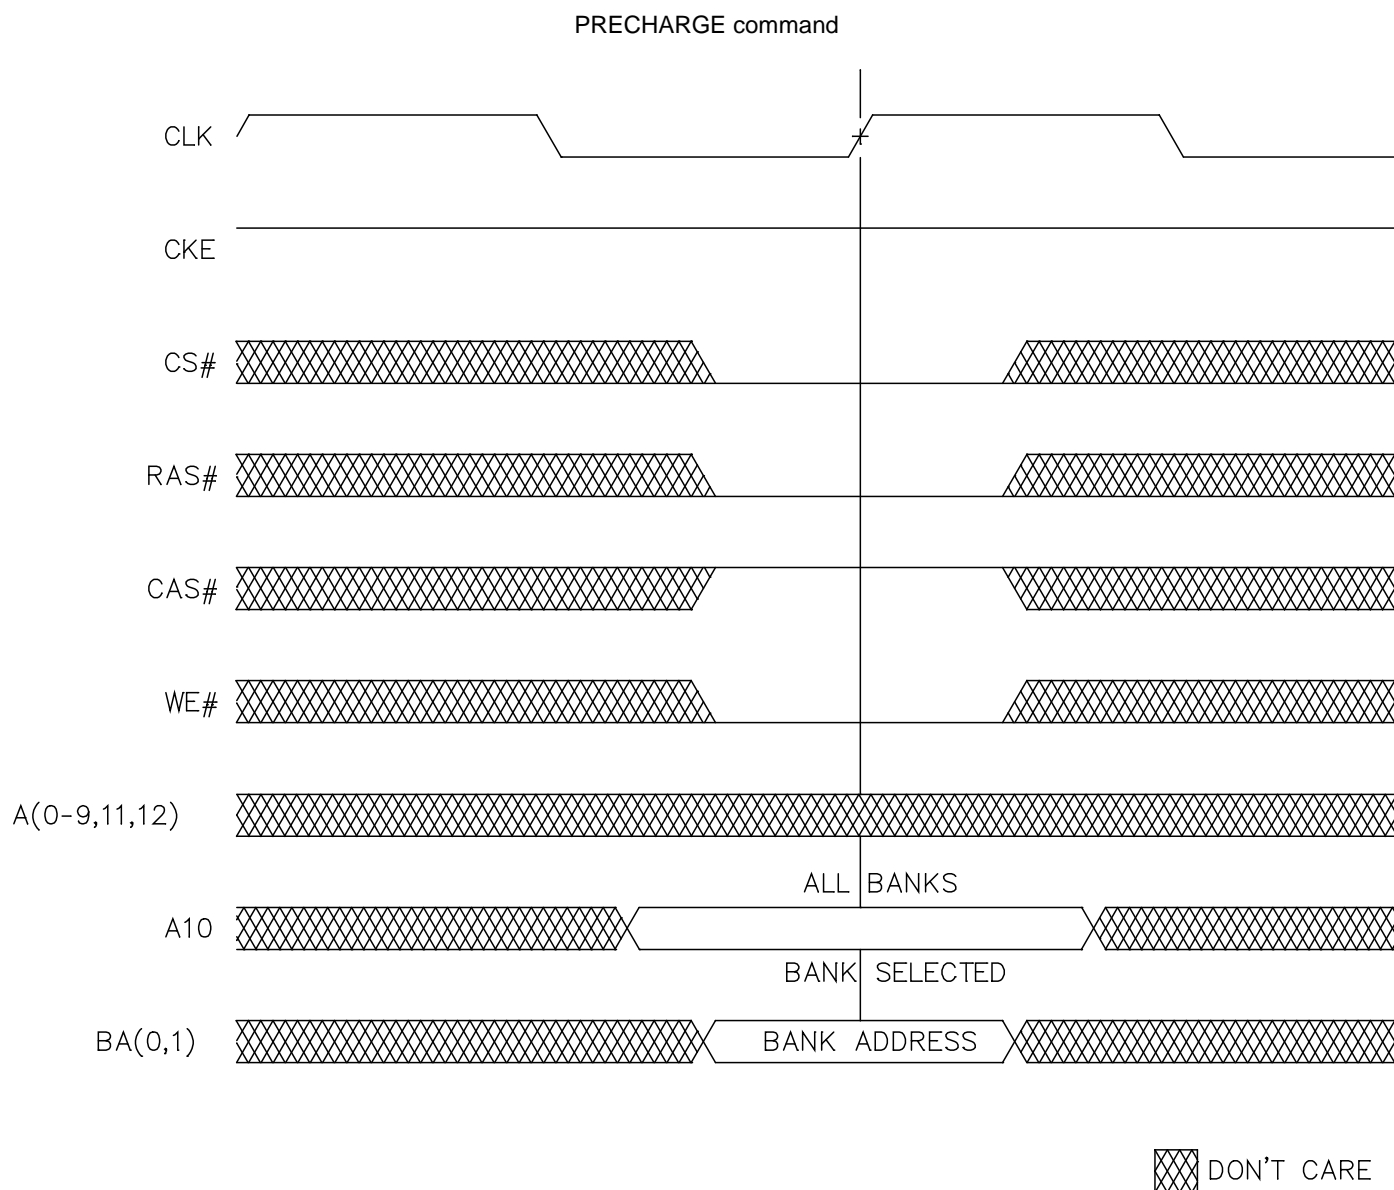 PRECHARGE command
CLK
CKE
CS#
RAS#
CAS#
WE#
A(0-9,11,12)
ALL BANKS
A10
BANK SELECTED
BA(0,1)
BANK ADDRESS
DON'T CARE